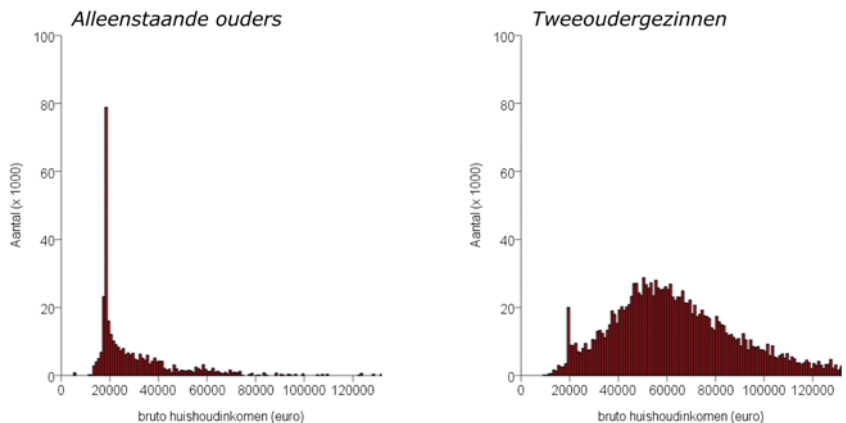 Alleenstaande ouders
100
80
60
40
20
0
Aantal (x 1000)
0 20000 40000 60000 80000 100000 120000
bruto huishoudinkomen (euro)
Tweeoudergezinnen
100
80
60
40
20
0
Aantal (x 1000)
0 20000 40000 60000 80000 100000 120000
bruto huishoudinkomen (euro)